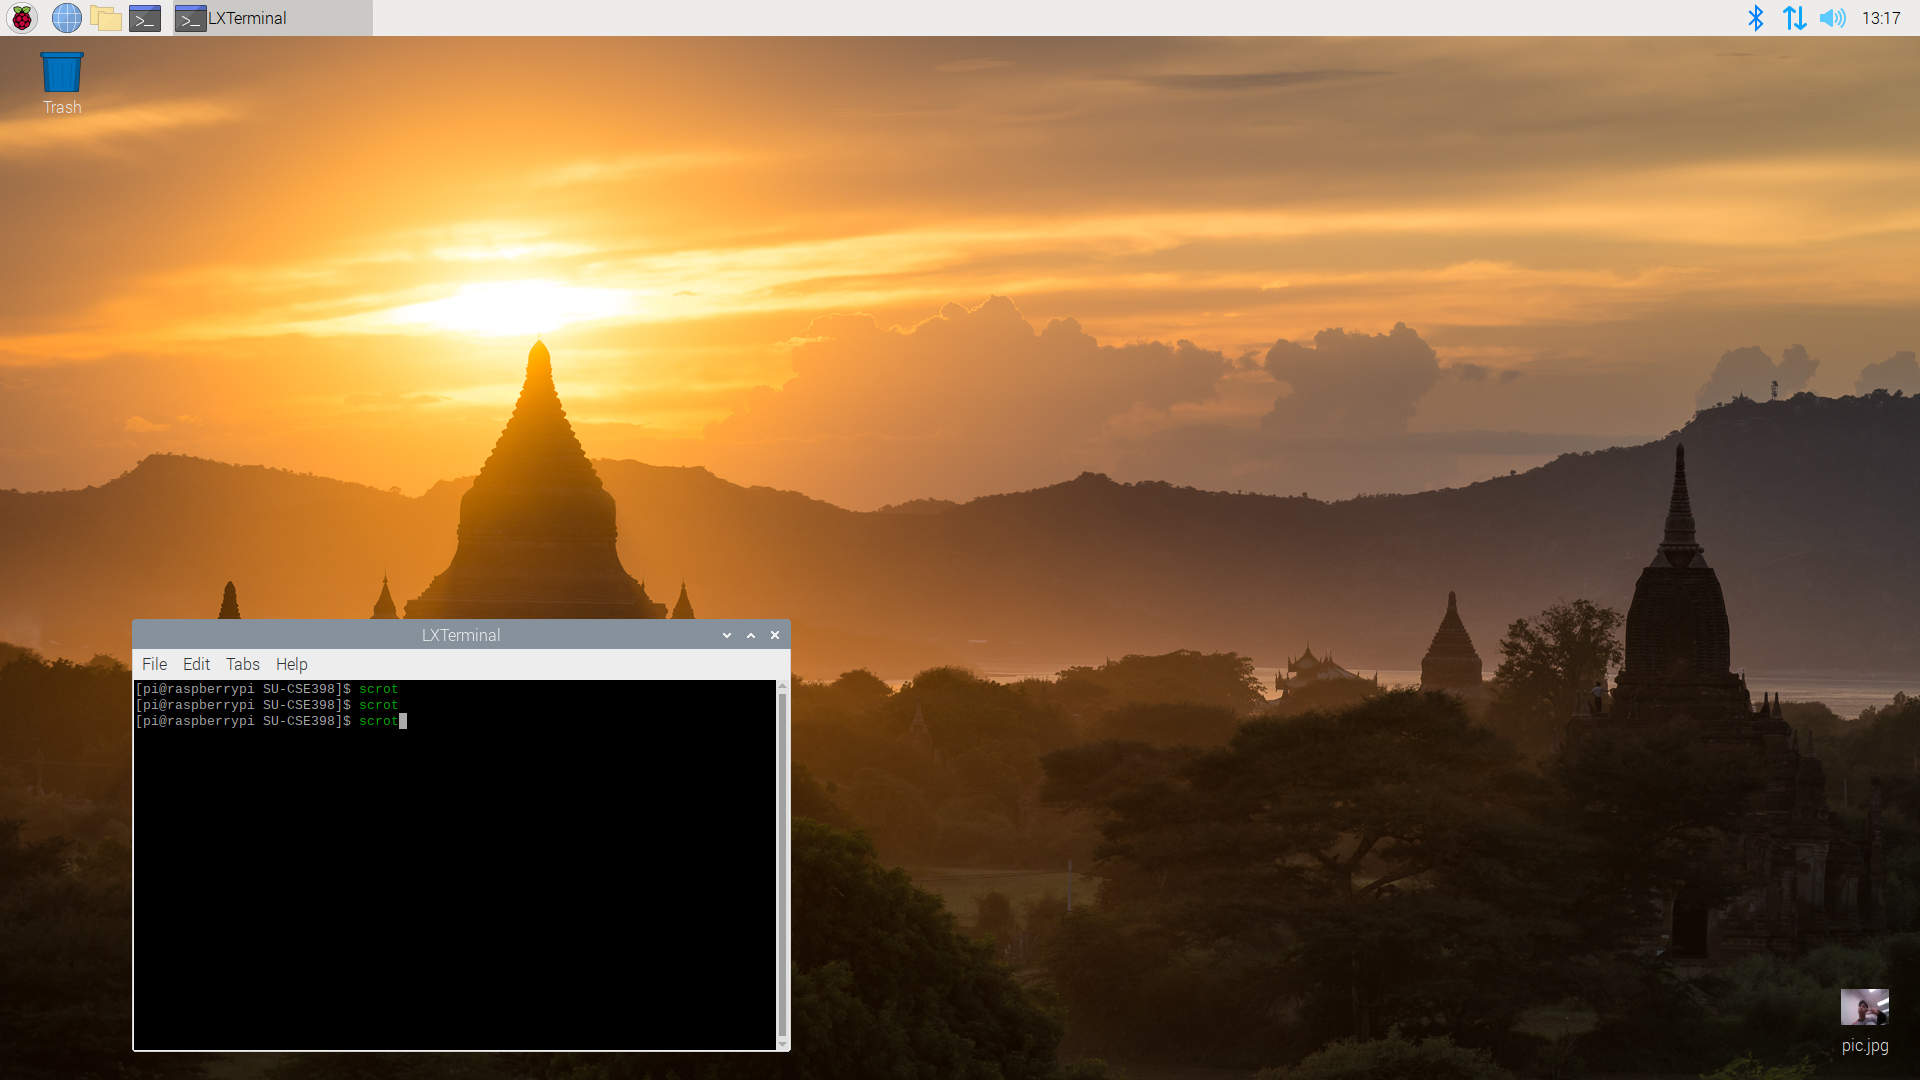 LXTerminal
13:17
Trash
LXTerminal
File Edit Tabs Help
[pi@raspberrypi SU-CSE398]$ scrot
[pi@raspberrypi SU-CSE398]$ scrot
[pi@raspberrypi SU-CSE398]$ scrot
pic.jpg